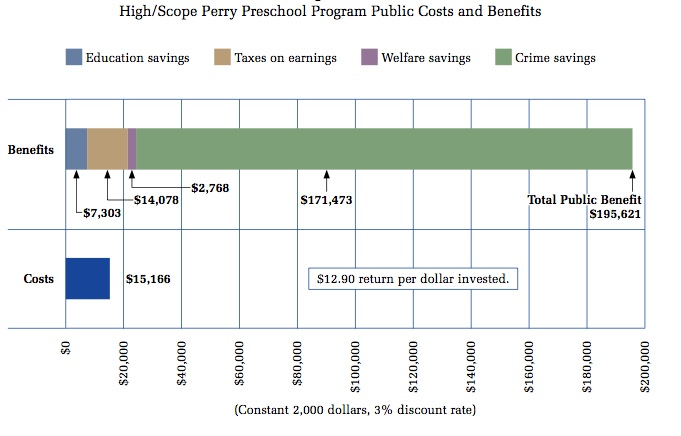 High/Scope Perry Preschool Program Public Costs and Benefits
Education savings
Taxes on earnings
Welfare savings
Crime savings
Benefits
$7,303
$14,078
$2,768
$171,473
Total Public Benefit
$195,621
Costs
$15,166
$12.90 return per dollar invested.
$0
$20,000
$40,000
$60,000
$80,000
$100,000
$120,000
$140,000
$160,000
$180,000
$200,000
(Constant 2,000 dollars, 3% discount rate)